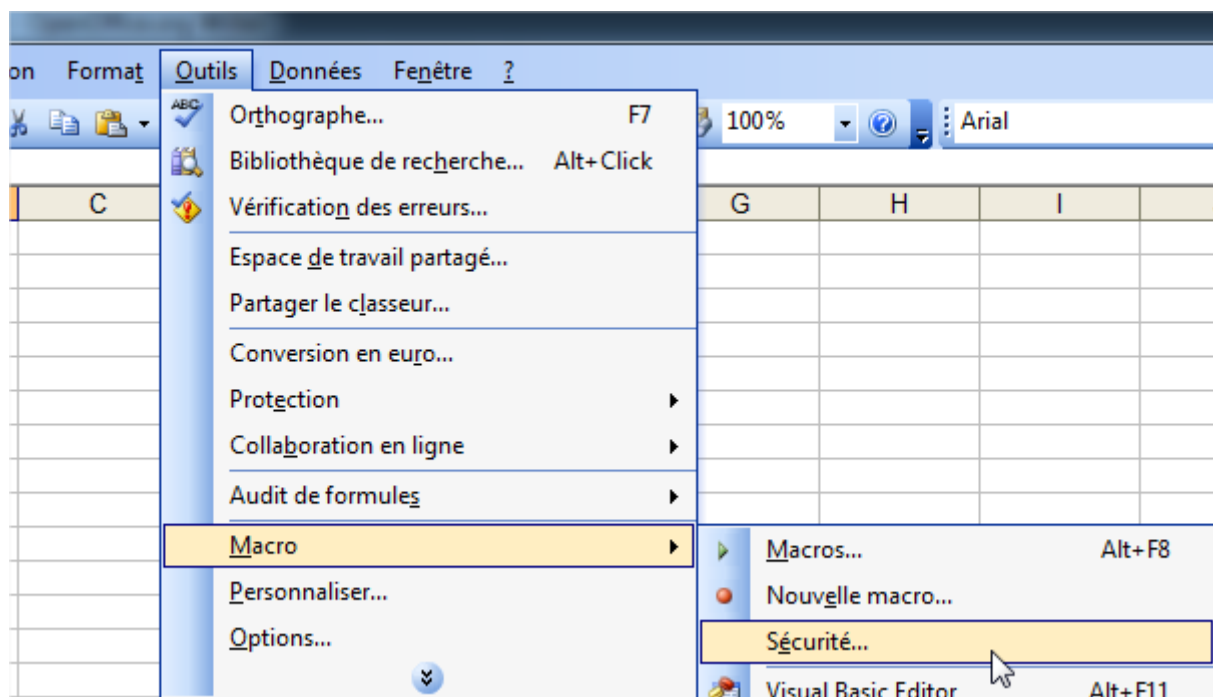 on Format Outils Données Fenêtre ?
100% Arial
C G H I
ABC Orthographe... F7
Bibliothèque de recherche... Alt+Click
Vérification des erreurs...
Espace de travail partagé...
Partager le classeur...
Conversion en euro...
Protection
Collaboration en ligne
Audit de formules
Macro
Personnaliser...
Options...
Macros... Alt+F8
Nouvelle macro...
Sécurité...
Visual Basic Editor Alt+F11